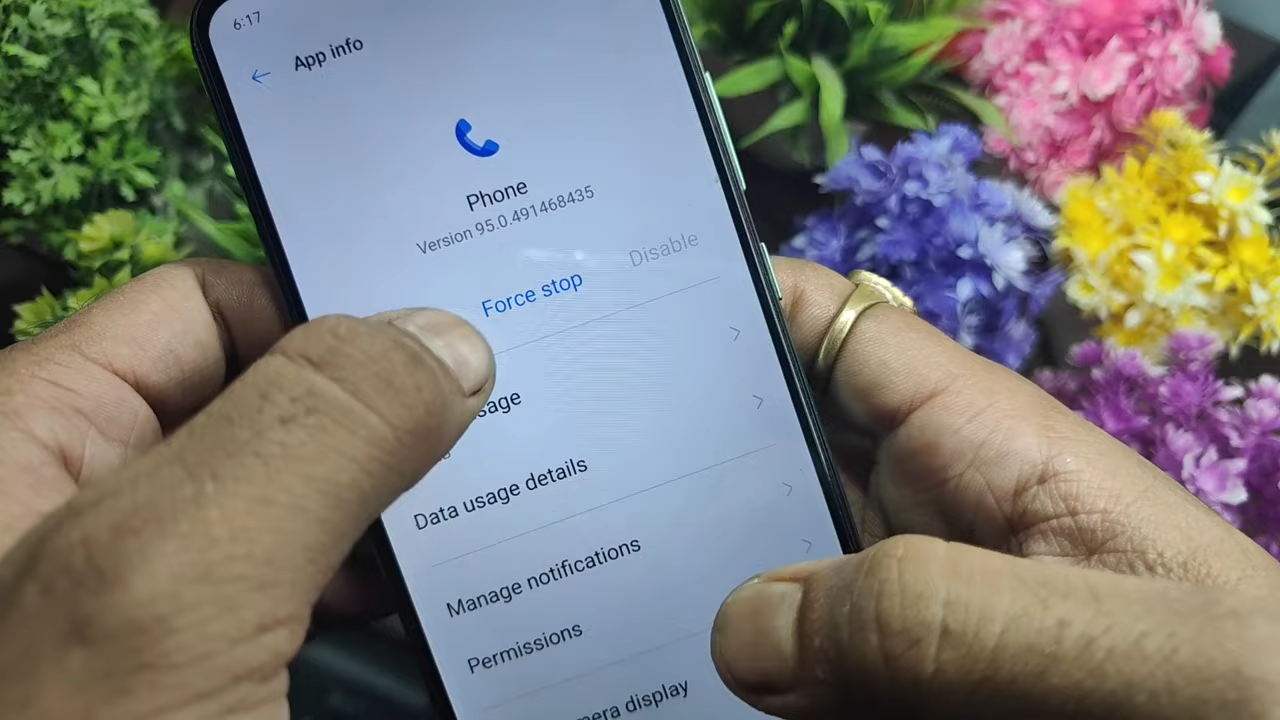 6:17
App info
Phone
Version 95.0.491468435
Force stop
Disable
sage
Data usage details
Manage notifications
Permissions
mera display